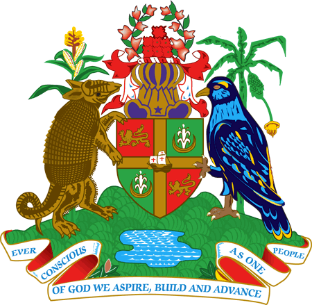 EVER
CONSCIOUS
OF GOD WE ASPIRE, BUILD AND ADVANCE
AS ONE
PEOPLE